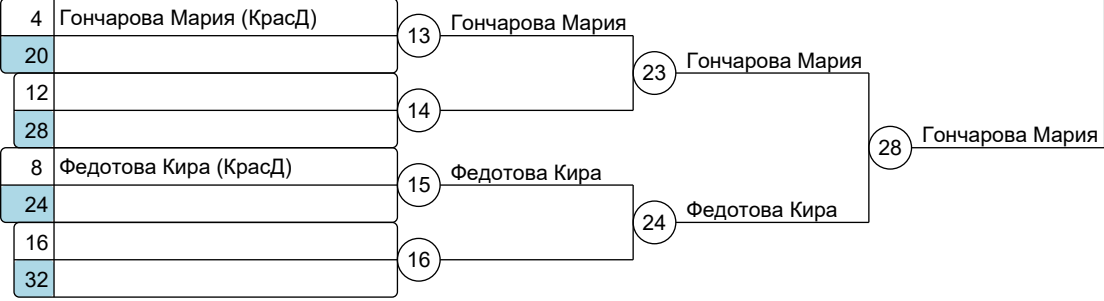 4 Гончарова Мария (КрасД)
20
13 Гончарова Мария
12
28
14
23 Гончарова Мария
8 Федотова Кира (КрасД)
24
15 Федотова Кира
16
32
16
24 Федотова Кира
28 Гончарова Мария